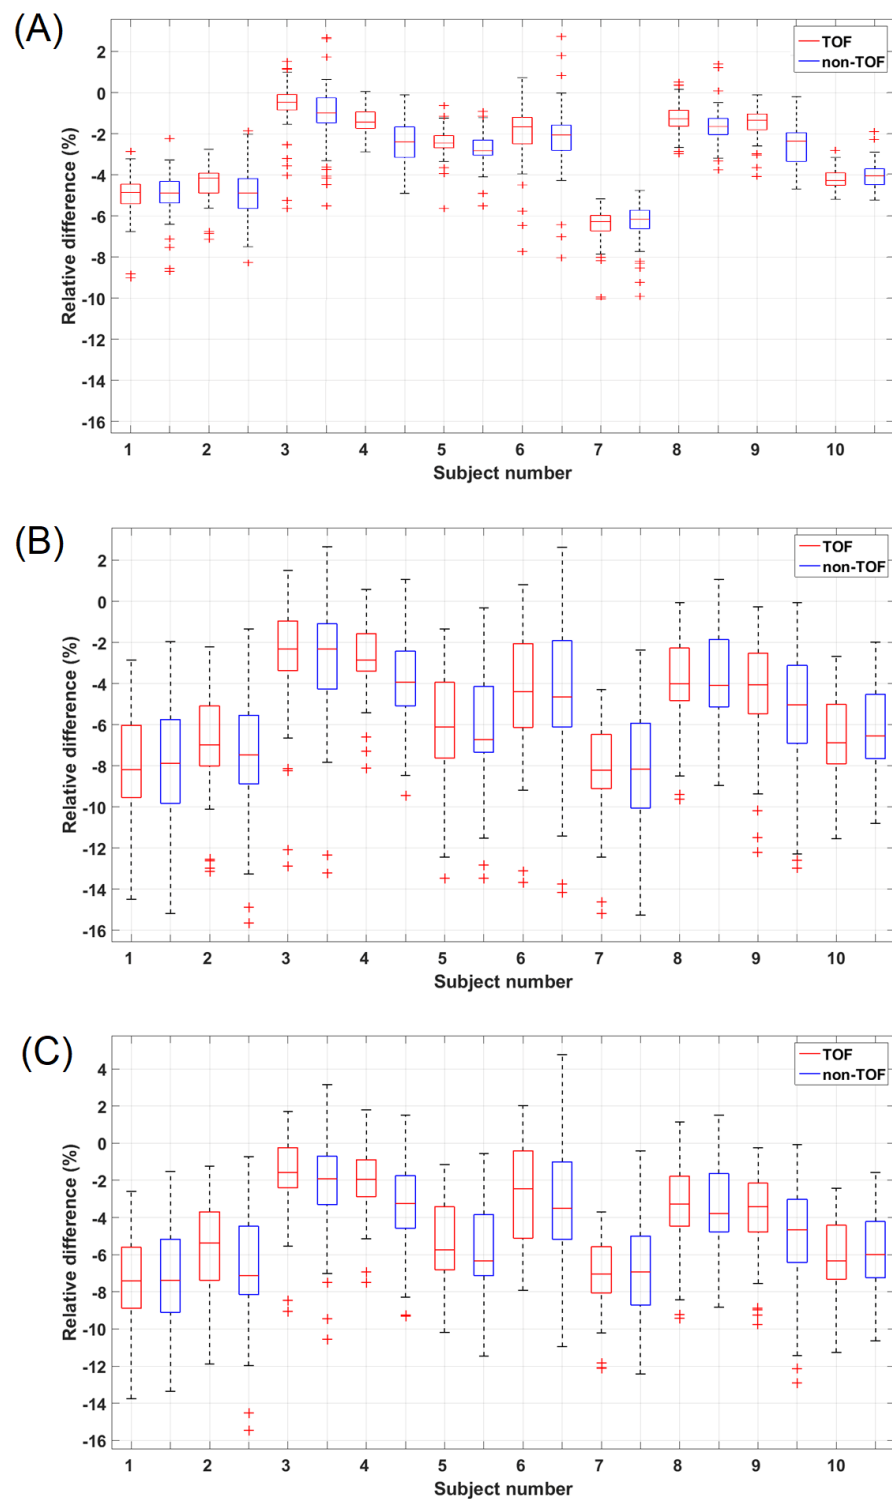 (A)
2
0
-2
-4
-6
-8
-10
-12
-14
-16
Relative difference (%)
TOF
non-TOF
1 2 3 4 5 6 7 8 9 10
Subject number
(B)
2
0
-2
-4
-6
-8
-10
-12
-14
-16
Relative difference (%)
TOF
non-TOF
1 2 3 4 5 6 7 8 9 10
Subject number
(C)
4
2
0
-2
-4
-6
-8
-10
-12
-14
-16
Relative difference (%)
TOF
non-TOF
1 2 3 4 5 6 7 8 9 10
Subject number